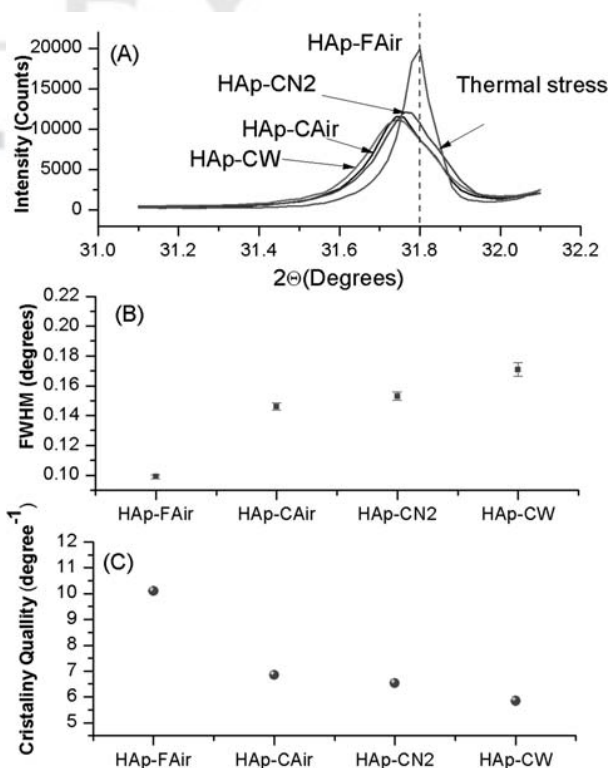 (A)
HAp-FAir
HAp-CN2
Thermal stress
HAp-CAir
HAp-CW
Intensity (Counts)
20000
15000
10000
5000
0
31.0 31.2 31.4 31.6 31.8 32.0 32.2
2Θ(Degrees)
(B)
FWHM (degrees)
0.22
0.20
0.18
0.16
0.14
0.12
0.10
HAp-FAir HAp-CAir HAp-CN2 HAp-CW
(C)
Cristaliny Quallity (degree⁻¹)
12
11
10
9
8
7
6
5
HAp-FAir HAp-CAir HAp-CN2 HAp-CW